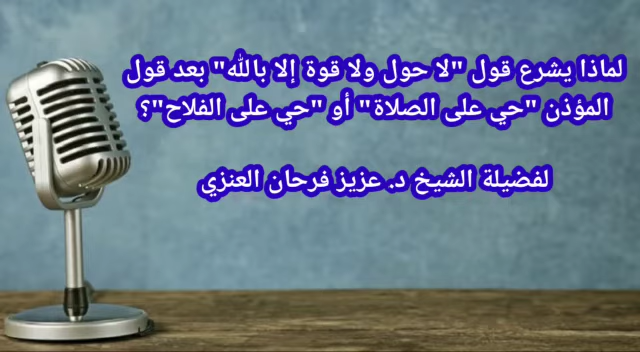 لماذا يشرع قول "لا حول ولا قوة إلا بالله" بعد قول
المؤذن "حي على الصلاة" أو "حي على الفلاح"؟
لفضيلة الشيخ د. عزيز فرحان العنزي